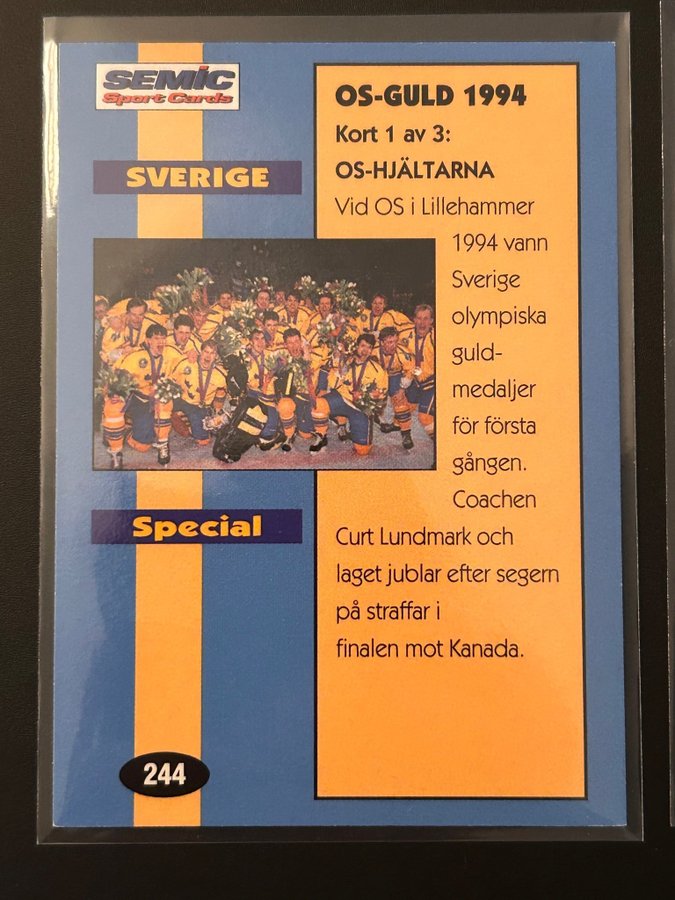 SEMIC
Sport Cards
SVERIGE
OS-GULD 1994
Kort 1 av 3:
OS-HJÄLTARNA
Vid OS i Lillehammer
1994 vann
Sverige
olympiska
guld-
medaljer
för första
gången.
Coachen
Curt Lundmark och
laget jublar efter segern
på straffar i
finalen mot Kanada.
Special
244